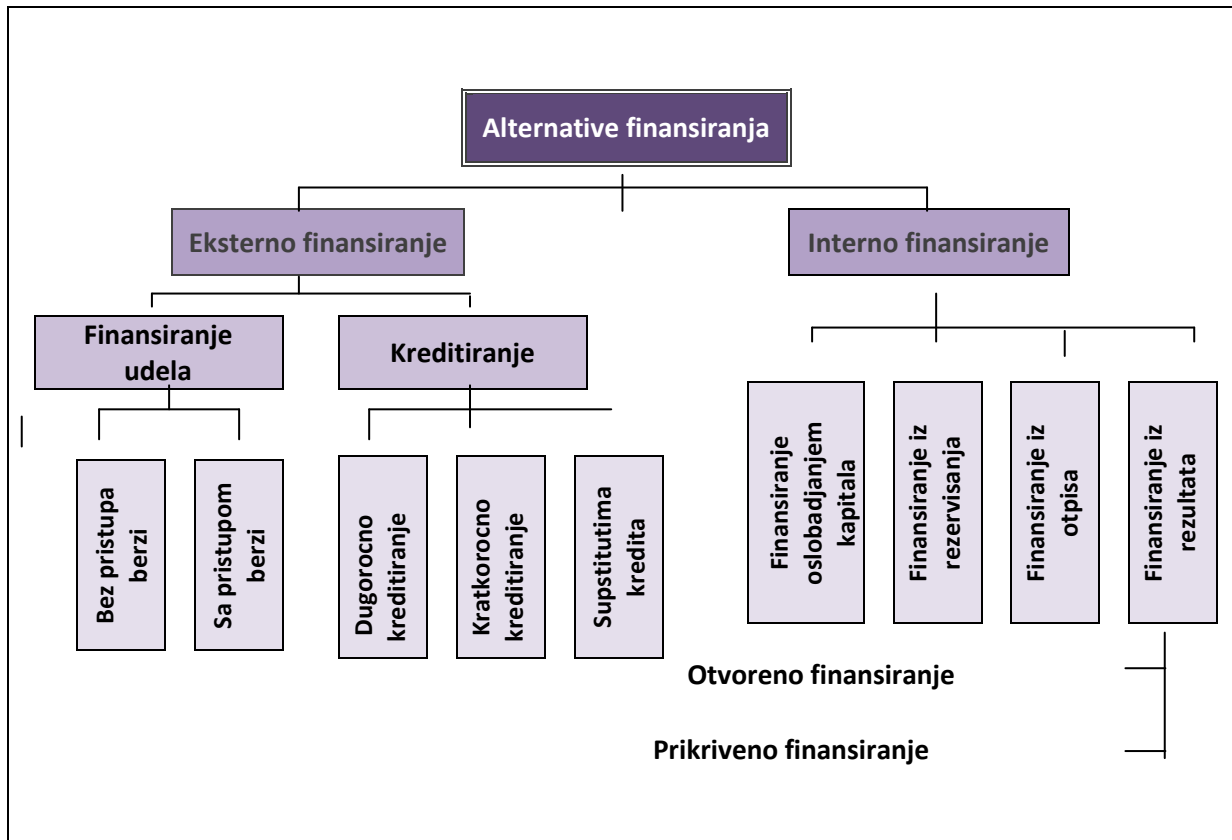 Alternative finansiranja
Eksterno finansiranje
Interno finansiranje
Finansiranje
udela
Kreditiranje
Bez pristupa
berzi
Sa pristupom
berzi
Dugorocno
kreditiranje
Kratkorocno
kreditiranje
Supstitutima
kredita
Finansiranje
oslobadjanjem
kapitala
Finansiranje iz
rezervisanja
Finansiranje iz
otpisa
Finansiranje iz
rezultata
Otvoreno finansiranje
Prikriveno finansiranje